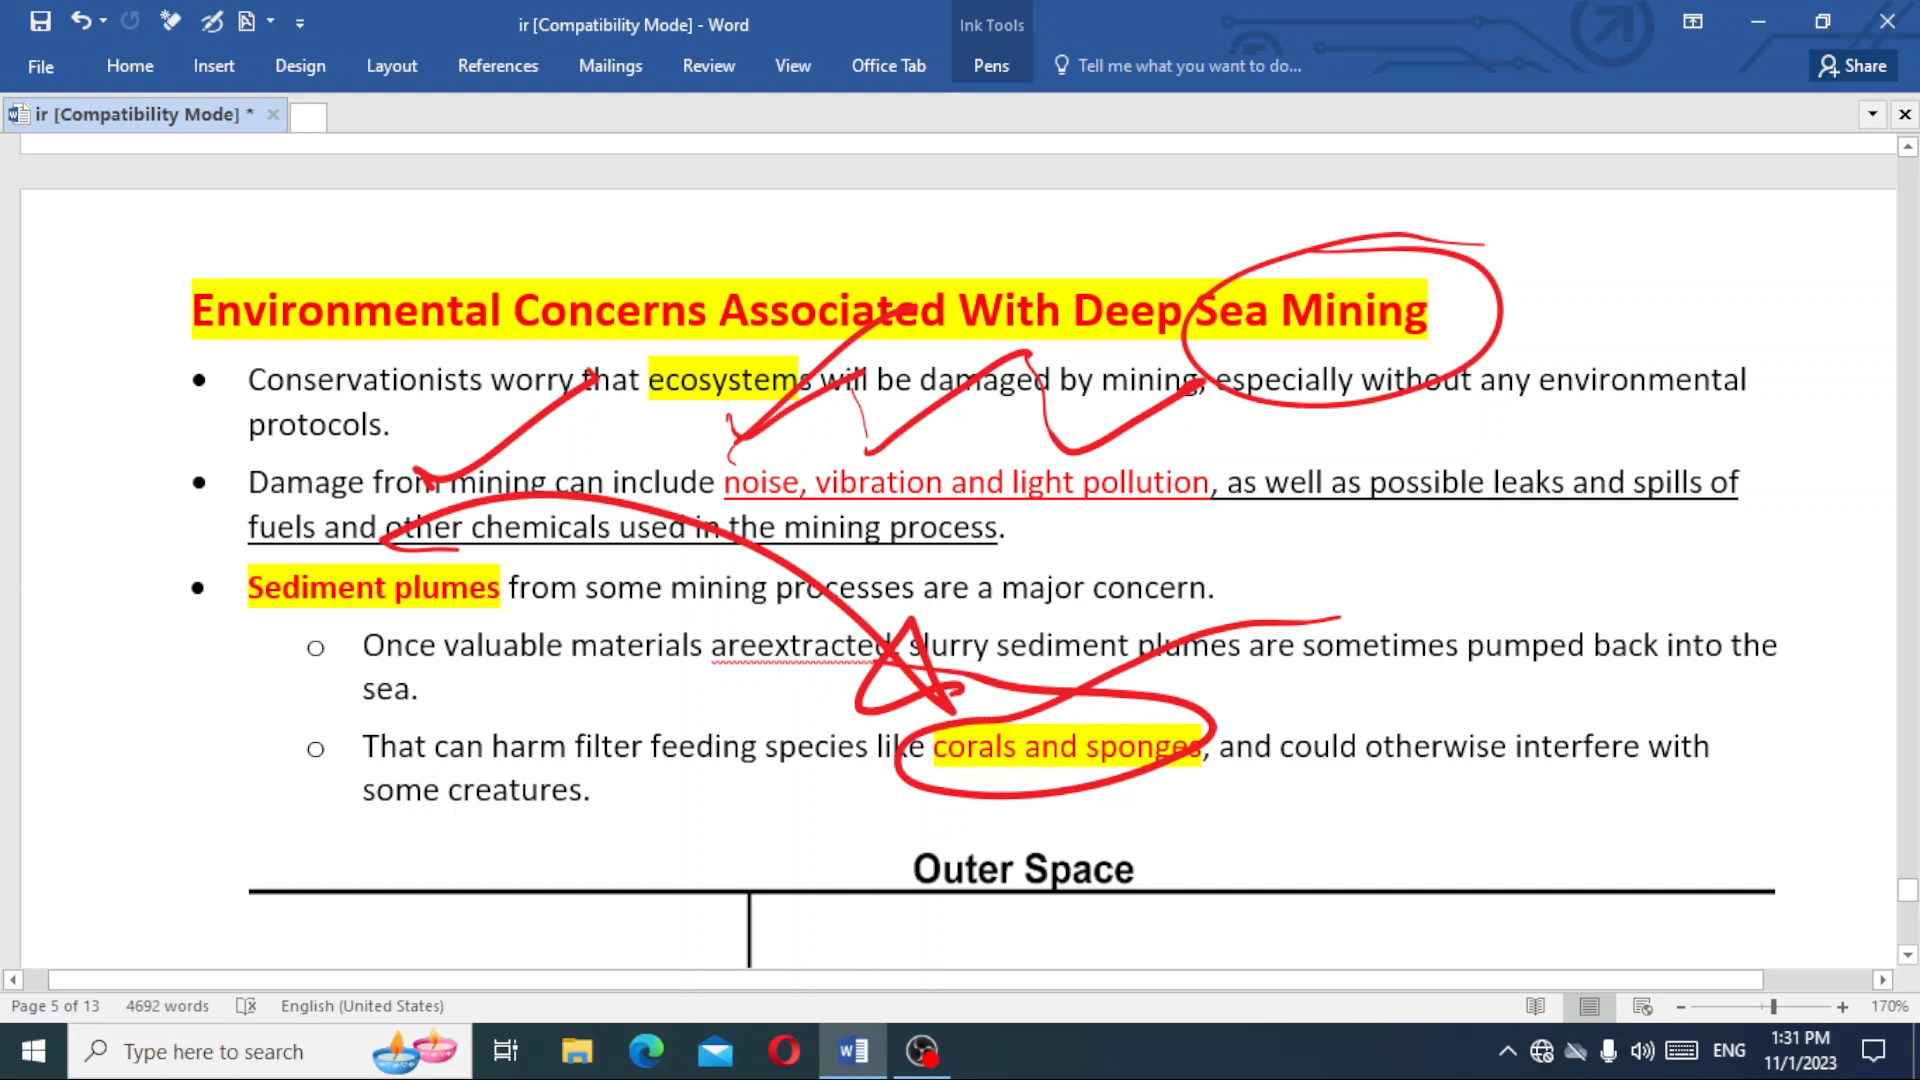 ir [Compatibility Mode] - Word
Ink Tools
File Home Insert Design Layout References Mailings Review View Office Tab Pens Tell me what you want to do... Share
ir [Compatibility Mode] *
Environmental Concerns Associated With Deep Sea Mining
• Conservationists worry that ecosystems will be damaged by mining, especially without any environmental
protocols.
• Damage from mining can include noise, vibration and light pollution, as well as possible leaks and spills of
fuels and other chemicals used in the mining process.
• Sediment plumes from some mining processes are a major concern.
o Once valuable materials areextracted, slurry sediment plumes are sometimes pumped back into the
sea.
o That can harm filter feeding species like corals and sponges, and could otherwise interfere with
some creatures.
Outer Space
Page 5 of 13 4692 words English (United States) 170%
Type here to search
ENG
1:31 PM
11/1/2023